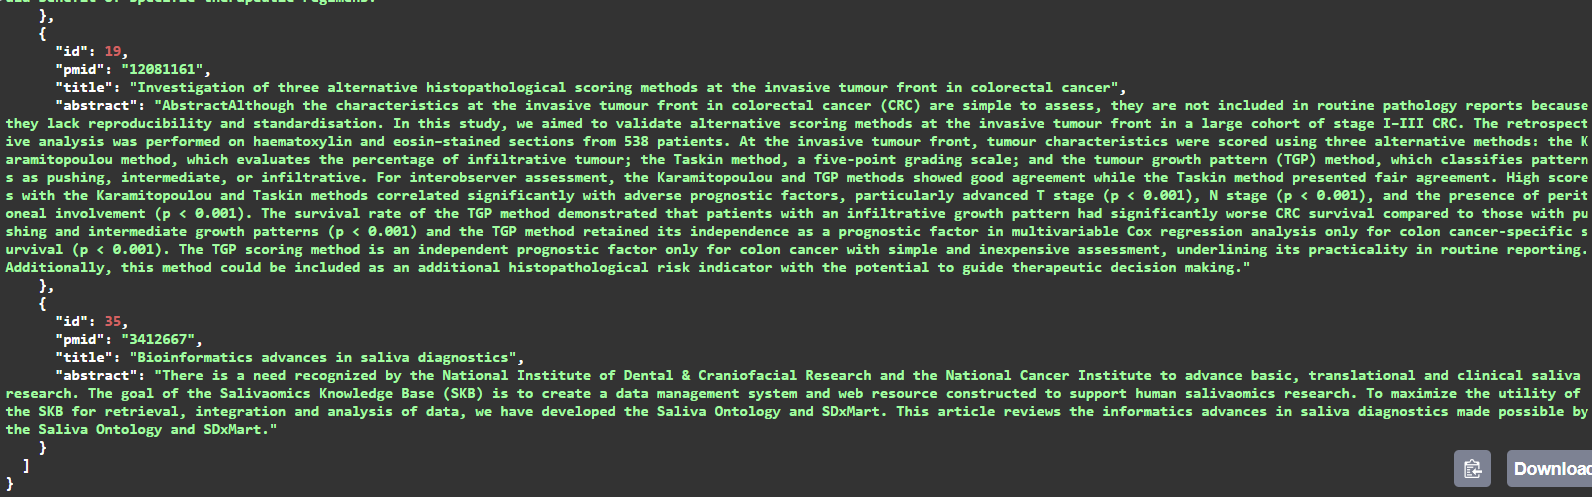 },
{
"id": 19,
"pmid": "12081161",
"title": "Investigation of three alternative histopathological scoring methods at the invasive tumour front in colorectal cancer",
"abstract": "AbstractAlthough the characteristics at the invasive tumour front in colorectal cancer (CRC) are simple to assess, they are not included in routine pathology reports because
they lack reproducibility and standardisation. In this study, we aimed to validate alternative scoring methods at the invasive tumour front in a large cohort of stage I–III CRC. The retrospect
ive analysis was performed on haematoxylin and eosin–stained sections from 538 patients. At the invasive tumour front, tumour characteristics were scored using three alternative methods: the K
aramitopoulou method, which evaluates the percentage of infiltrative tumour; the Taskin method, a five-point grading scale; and the tumour growth pattern (TGP) method, which classifies pattern
s as pushing, intermediate, or infiltrative. For interobserver assessment, the Karamitopoulou and TGP methods showed good agreement while the Taskin method presented fair agreement. High score
s with the Karamitopoulou and Taskin methods correlated significantly with adverse prognostic factors, particularly advanced T stage (p < 0.001), N stage (p < 0.001), and the presence of perit
oneal involvement (p < 0.001). The survival rate of the TGP method demonstrated that patients with an infiltrative growth pattern had significantly worse CRC survival compared to those with pu
shing and intermediate growth patterns (p < 0.001) and the TGP method retained its independence as a prognostic factor in multivariable Cox regression analysis only for colon cancer-specific s
urvival (p < 0.001). The TGP scoring method is an independent prognostic factor only for colon cancer with simple and inexpensive assessment, underlining its practicality in routine reporting.
Additionally, this method could be included as an additional histopathological risk indicator with the potential to guide therapeutic decision making."
},
{
"id": 35,
"pmid": "3412667",
"title": "Bioinformatics advances in saliva diagnostics",
"abstract": "There is a need recognized by the National Institute of Dental & Craniofacial Research and the National Cancer Institute to advance basic, translational and clinical saliva
research. The goal of the Salivaomics Knowledge Base (SKB) is to create a data management system and web resource constructed to support human salivaomics research. To maximize the utility of
the SKB for retrieval, integration and analysis of data, we have developed the Saliva Ontology and SDxMart. This article reviews the informatics advances in saliva diagnostics made possible by
the Saliva Ontology and SDxMart."
}
]
}
Download